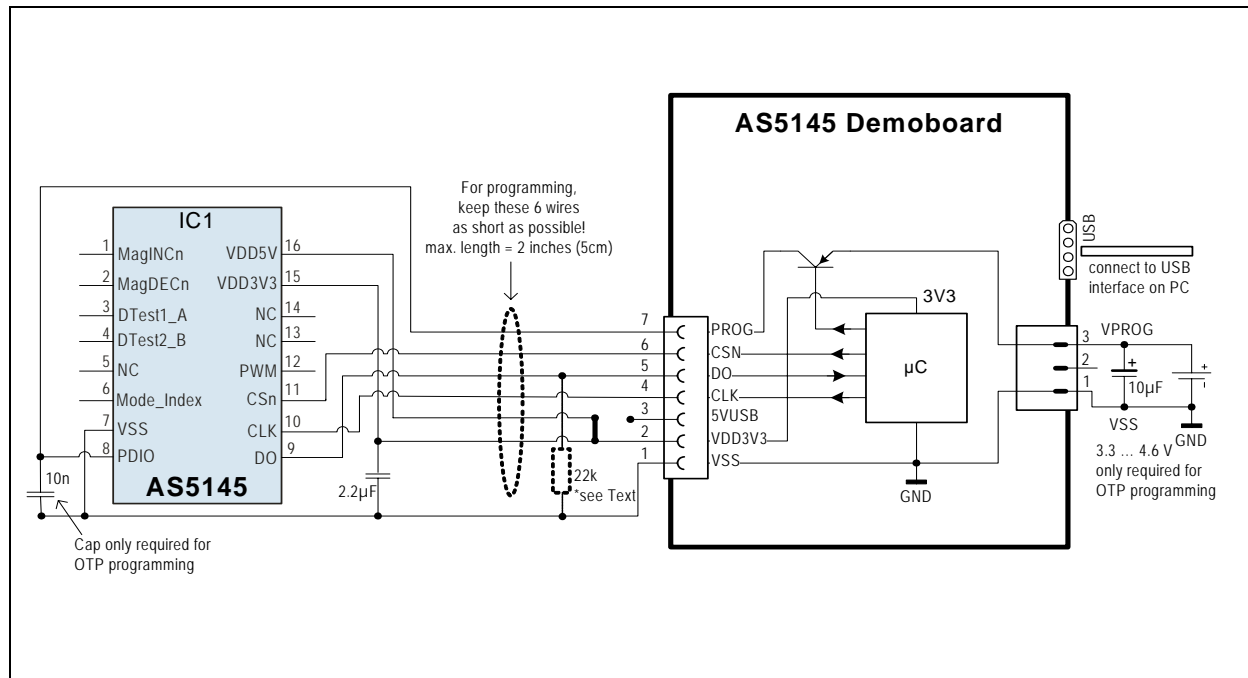 AS5145 Demoboard
For programming,
keep these 6 wires
as short as possible!
max. length = 2 inches (5cm)
IC1
1 MagINCn
2 MagDECn
3 DTest1_A
4 DTest2_B
5 NC
6 Mode_Index
7 VSS
8 PDIO
VDD5V 16
VDD3V3 15
NC 14
NC 13
PWM 12
CSn 11
CLK 10
DO 9
AS5145
10n
Cap only required for
OTP programming
2.2µF
22k
*see Text
7 PROG
6 CSN
5 DO
4 CLK
3 5VUSB
2 VDD3V3
1 VSS
3V3
µC
GND
USB
connect to USB
interface on PC
3 VPROG
2
1
+
10µF
+
-
VSS
GND
3.3 ... 4.6 V
only required for
OTP programming